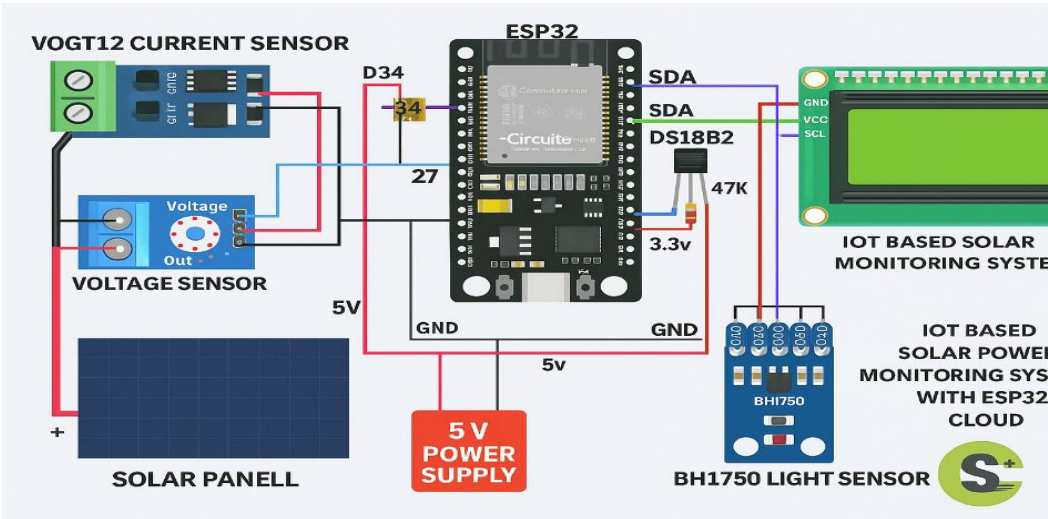 VOGT12 CURRENT SENSOR
ESP32
D34
34
SDA
SDA
GND
VCC
SCL
DS18B2
47K
Circuite
27
3.3v
Voltage
Out
VOLTAGE SENSOR
IOT BASED SOLAR
MONITORING SYSTE
5V
GND
GND
5v
5 V
POWER
SUPPLY
+
SOLAR PANELL
BHI750
BH1750 LIGHT SENSOR
IOT BASED
SOLAR POWE
MONITORING SYS
WITH ESP32
CLOUD
S
+